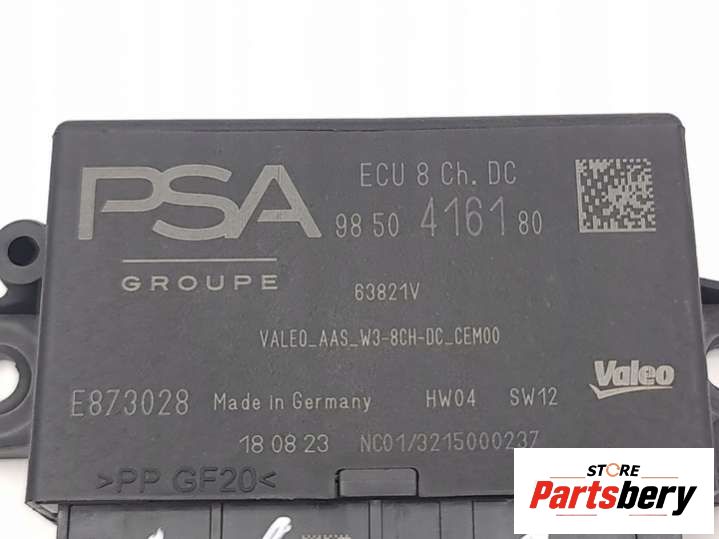 PSA
GROUPE
ECU 8 Ch. DC
98 50 4161 80
63821V
VALEO_AAS_W3-8CH-DC_CEM00
Valeo
E873028 Made in Germany HW04 SW12
18 08 23 NC01/3215000237
>PP GF20<
STORE
Partsbery